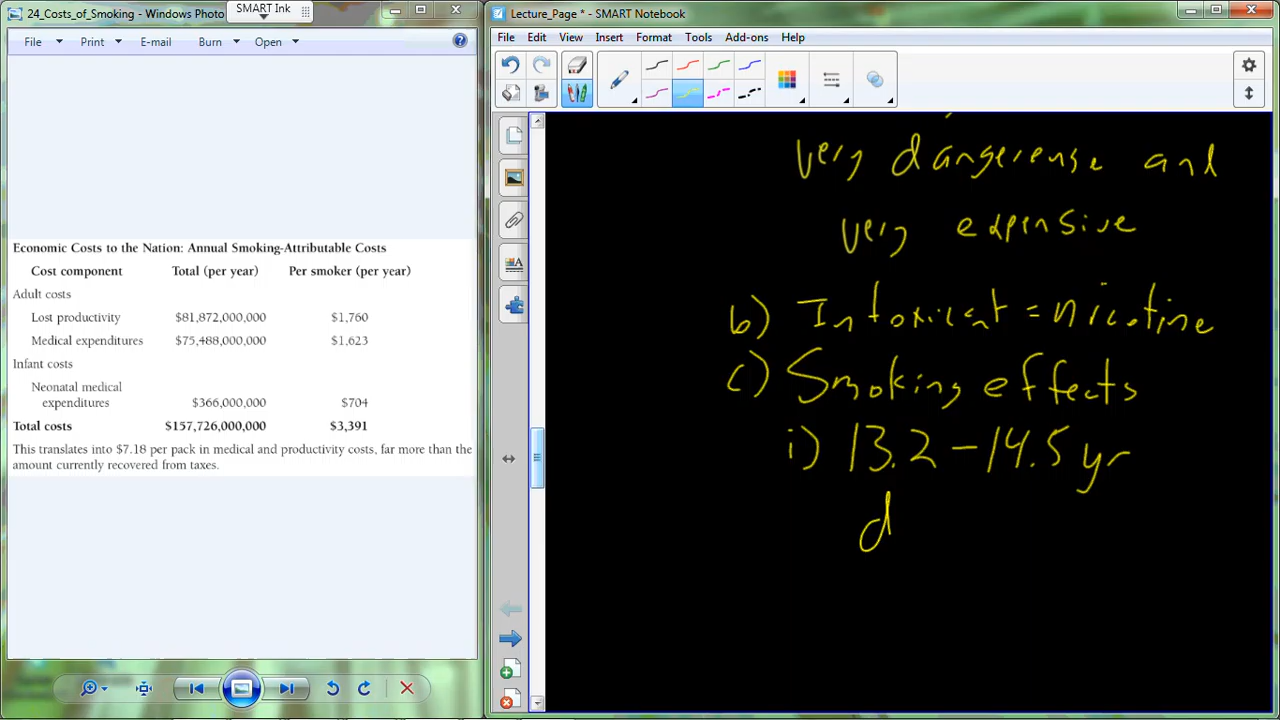 24_Costs_of_Smoking - Windows Photo
SMART Ink
File Print E-mail Burn Open
Economic Costs to the Nation: Annual Smoking-Attributable Costs
Cost component Total (per year) Per smoker (per year)
Adult costs
Lost productivity $81,872,000,000 $1,760
Medical expenditures $75,488,000,000 $1,623
Infant costs
Neonatal medical
expenditures $366,000,000 $704
Total costs $157,726,000,000 $3,391
This translates into $7.18 per pack in medical and productivity costs, far more than the
amount currently recovered from taxes.
Lecture_Page * - SMART Notebook
File Edit View Insert Format Tools Add-ons Help
very dangerense and
very expensive
b) Intoxicant = nicotine
c) Smoking effects
i) 13.2 - 14.5 yr
d